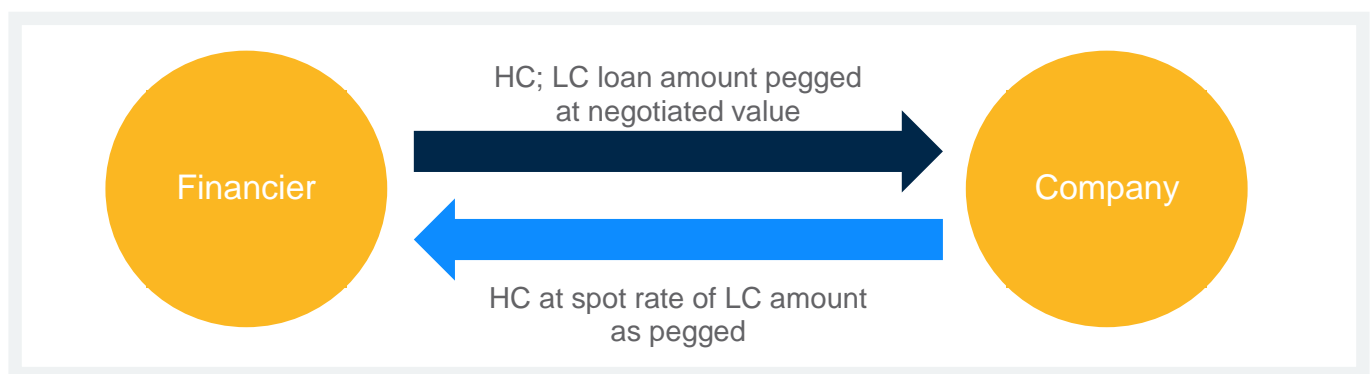 HC; LC loan amount pegged
at negotiated value
Financier
Company
HC at spot rate of LC amount
as pegged